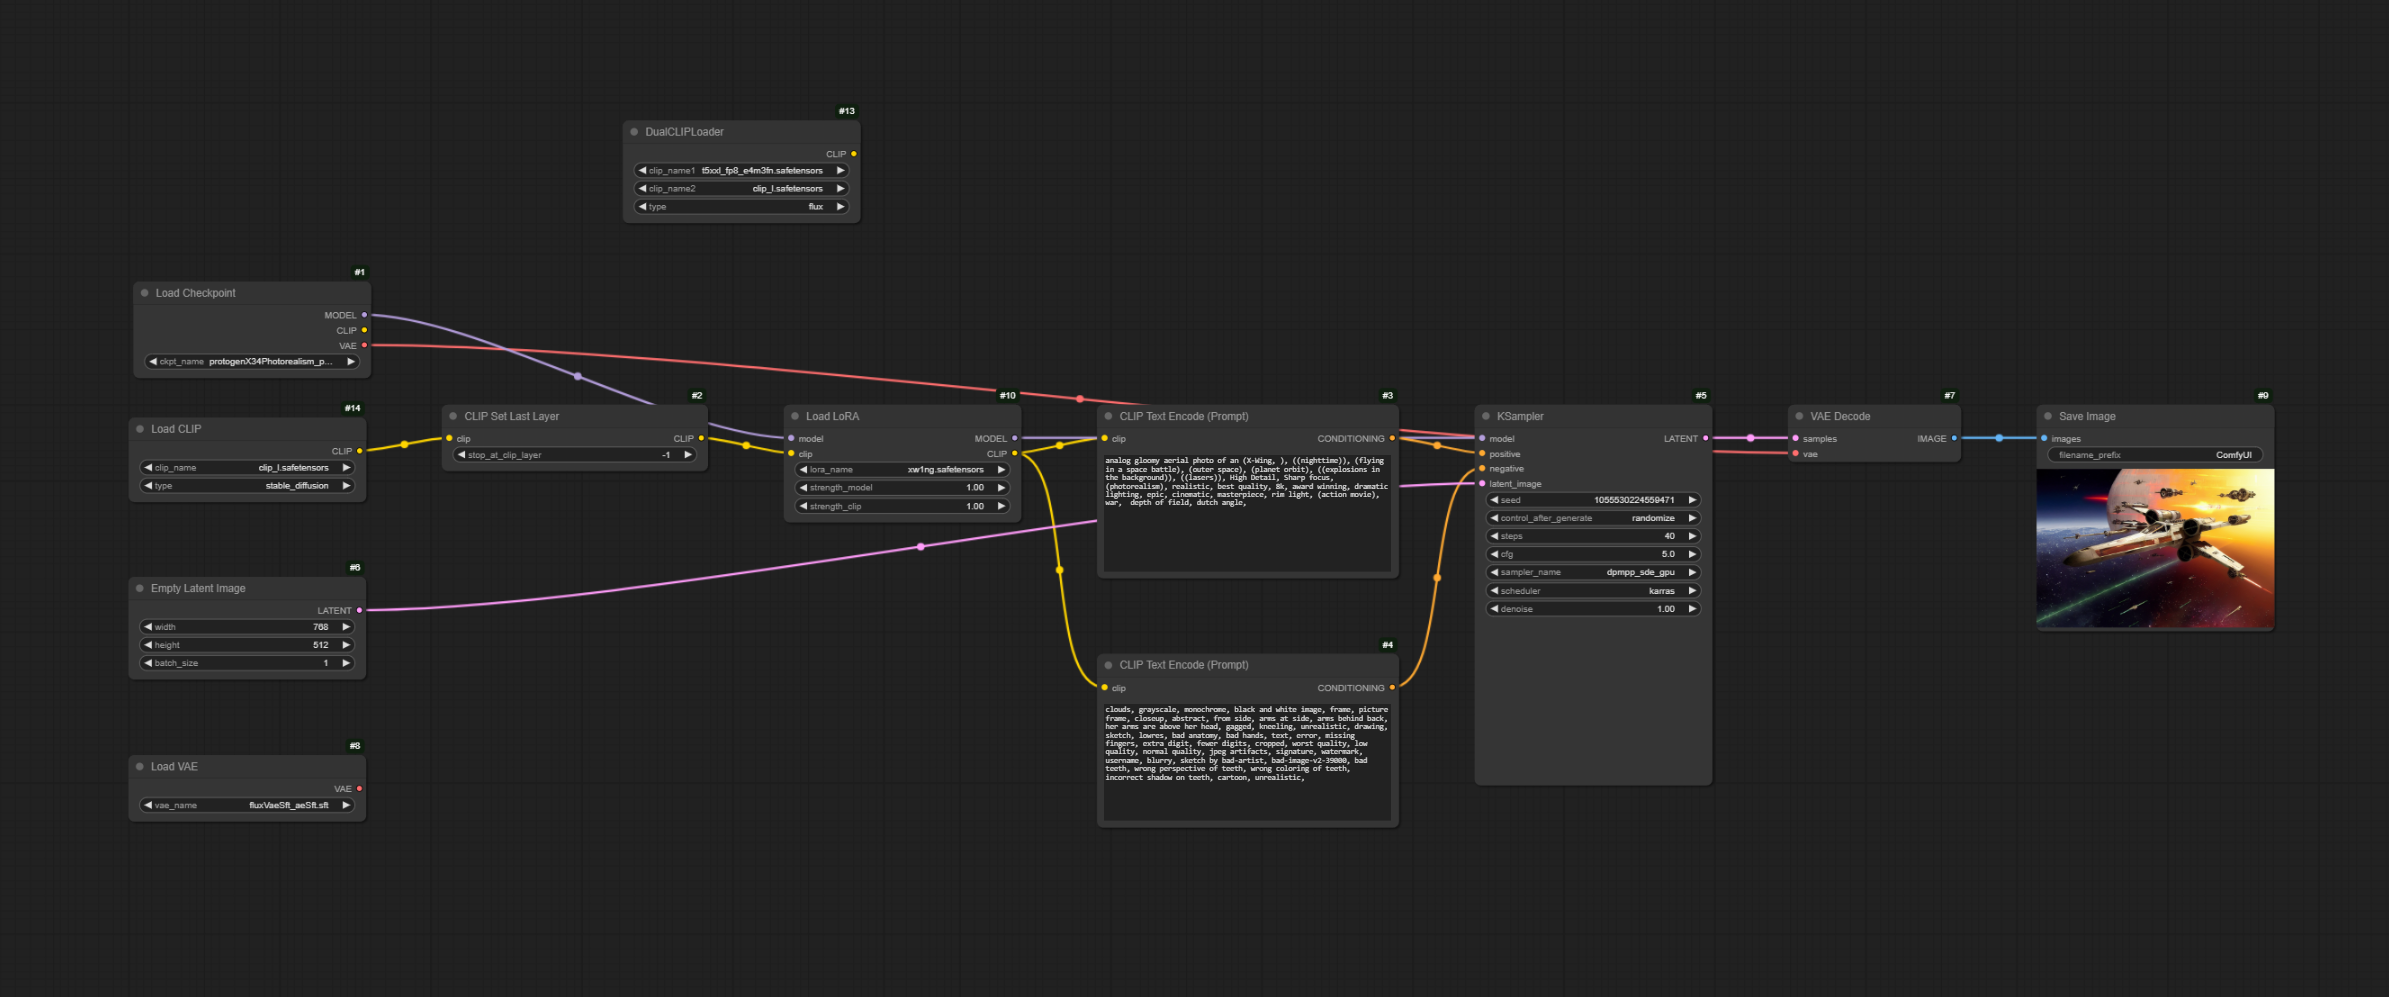 #13
DualCLIPLoader
CLIP
clip_name1 t5xxl_fp8_e4m3fn.safetensors
clip_name2 clip_l.safetensors
type flux
#1
Load Checkpoint
MODEL
CLIP
VAE
ckpt_name protogenX34Photorealism_p...
#14
Load CLIP
CLIP
clip_name clip_l.safetensors
type stable_diffusion
#2
CLIP Set Last Layer
clip CLIP
stop_at_clip_layer -1
#10
Load LoRA
model MODEL
clip CLIP
lora_name xw1ng.safetensors
strength_model 1.00
strength_clip 1.00
#3
CLIP Text Encode (Prompt)
clip CONDITIONING
analog gloomy aerial photo of an (X-Wing, ), ((nighttime)), (flying
in a space battle), (outer space), (planet orbit), ((explosions in
the background)), ((lasers)), High Detail, Sharp focus,
(photorealism), realistic, best quality, 8k, award winning, dramatic
lighting, epic, cinematic, masterpiece, rim light, (action movie),
war,  depth of field, dutch angle,
#5
KSampler
model LATENT
positive
negative
latent_image
seed 1055530224559471
control_after_generate randomize
steps 40
cfg 5.0
sampler_name dpmpp_sde_gpu
scheduler karras
denoise 1.00
#7
VAE Decode
samples IMAGE
vae
#9
Save Image
images
filename_prefix ComfyUI
#6
Empty Latent Image
LATENT
width 768
height 512
batch_size 1
#4
CLIP Text Encode (Prompt)
clip CONDITIONING
clouds, grayscale, monochrome, black and white image, frame, picture
frame, closeup, abstract, from side, arms at side, arms behind back,
her arms are above her head, gagged, kneeling, unrealistic, drawing,
sketch, lowres, bad anatomy, bad hands, text, error, missing
fingers, extra digit, fewer digits, cropped, worst quality, low
quality, normal quality, jpeg artifacts, signature, watermark,
username, blurry, sketch by bad-artist, bad-image-v2-39000, bad
teeth, wrong perspective of teeth, wrong coloring of teeth,
incorrect shadow on teeth, cartoon, unrealistic,
#8
Load VAE
VAE
vae_name fluxVaeSft_aeSft.sft